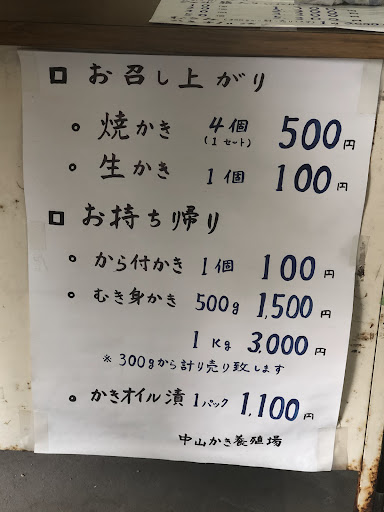 □ お召し上がり
・焼かき 4個 500円
(1セット)
・生かき 1個 100円
□ お持ち帰り
・から付かき 1個 100円
・むき身かき 500g 1,500円
1Kg 3,000円
※300gから計り売り致します
・かきオイル漬 1パック 1,100円
中山かき養殖場